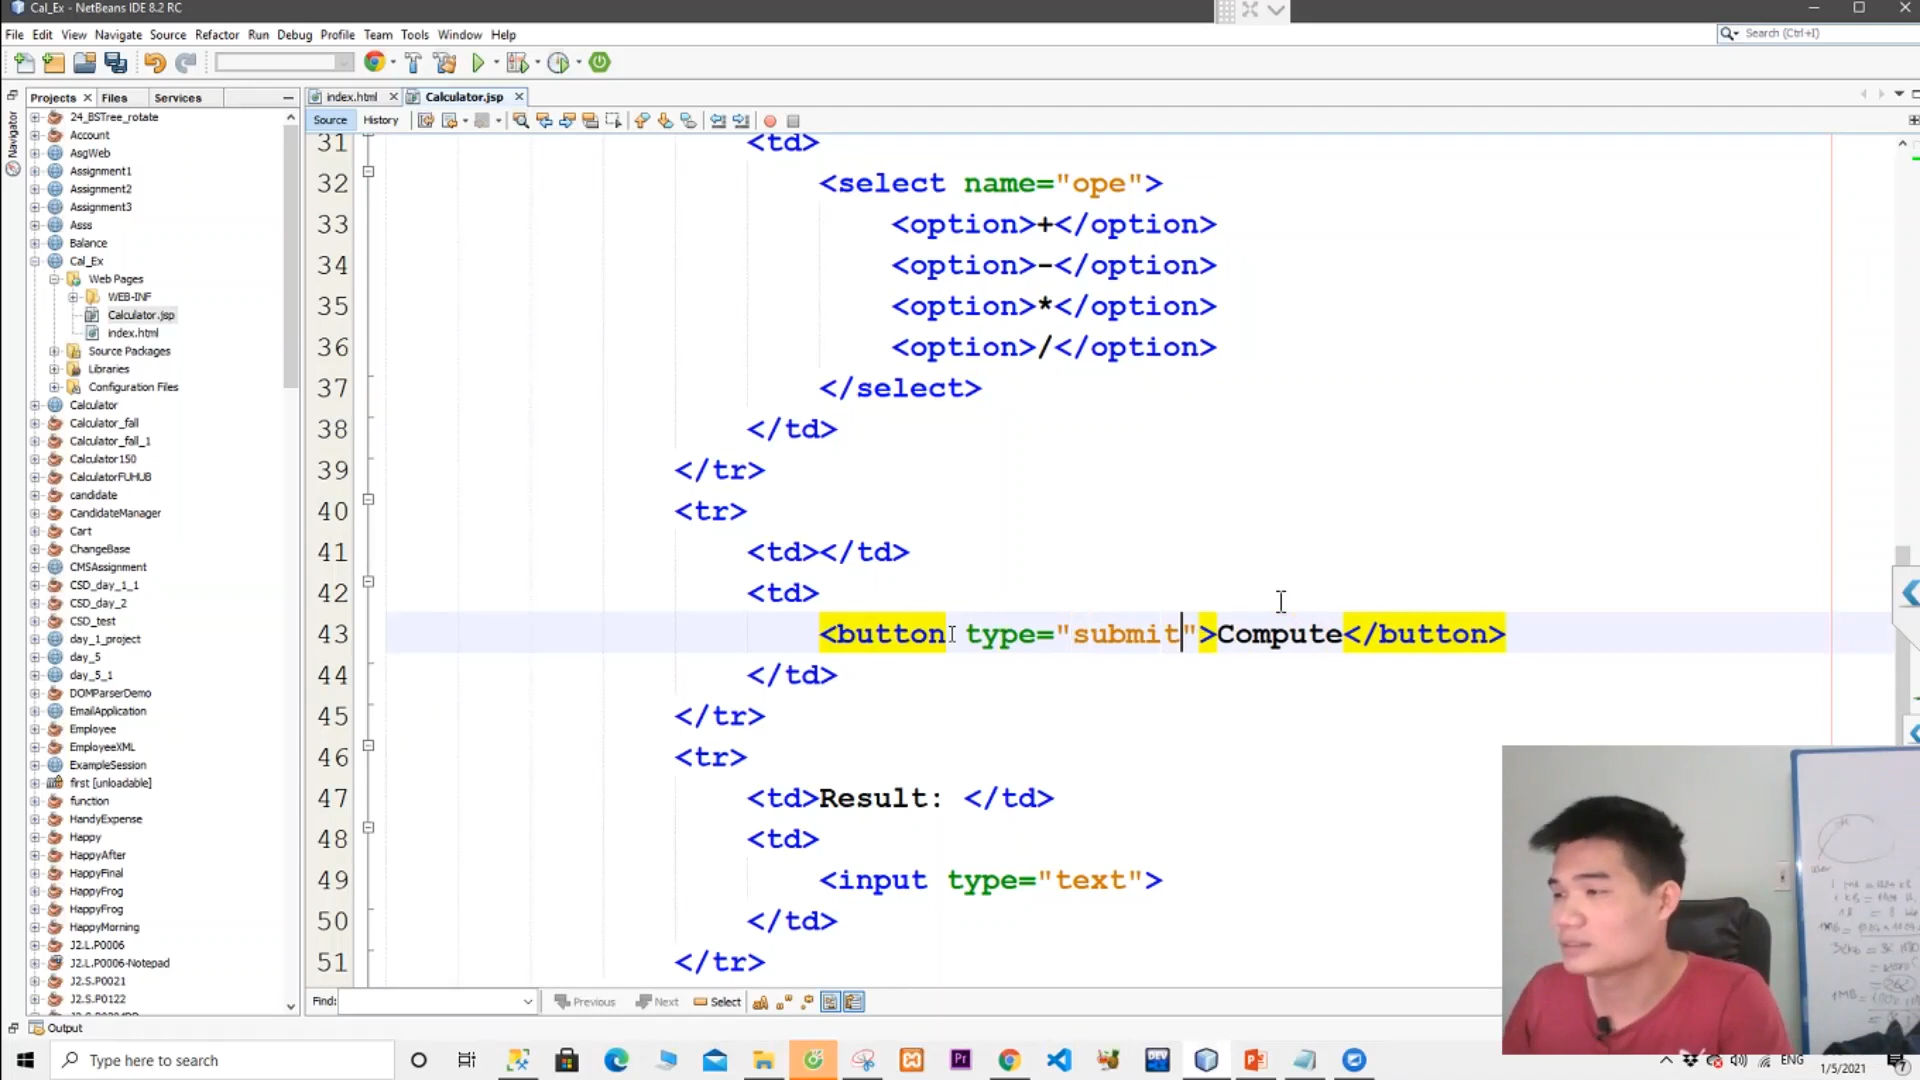 Cal_Ex - NetBeans IDE 8.2 RC
File Edit View Navigate Source Refactor Run Debug Profile Team Tools Window Help
Search (Ctrl+I)
Projects Files Services
index.html Calculator.jsp
Source History
Navigator
24_BSTree_rotate
Account
AsgWeb
Assignment1
Assignment2
Assignment3
Asss
Balance
Cal_Ex
Web Pages
WEB-INF
Calculator.jsp
index.html
Source Packages
Libraries
Configuration Files
Calculator
Calculator_fall
Calculator_fall_1
Calculator150
CalculatorFUHUB
candidate
CandidateManager
Cart
ChangeBase
CMSAssignment
CSD_day_1_1
CSD_day_2
CSD_test
day_1_project
day_5
day_5_1
DOMParserDemo
EmailApplication
Employee
EmployeeXML
ExampleSession
first [unloadable]
function
HandyExpense
Happy
HappyAfter
HappyFinal
HappyFrog
HappyFrog
HappyMorning
J2.L.P0006
J2.L.P0006-Notepad
J2.S.P0021
J2.S.P0122
31 <td>
32 <select name="ope">
33 <option>+</option>
34 <option>-</option>
35 <option>*</option>
36 <option>/</option>
37 </select>
38 </td>
39 </tr>
40 <tr>
41 <td></td>
42 <td>
43 <button type="submit">Compute</button>
44 </td>
45 </tr>
46 <tr>
47 <td>Result: </td>
48 <td>
49 <input type="text">
50 </td>
51 </tr>
Find: Previous Next Select
Output
Type here to search
Pr
DEV
ENG
1/5/2021